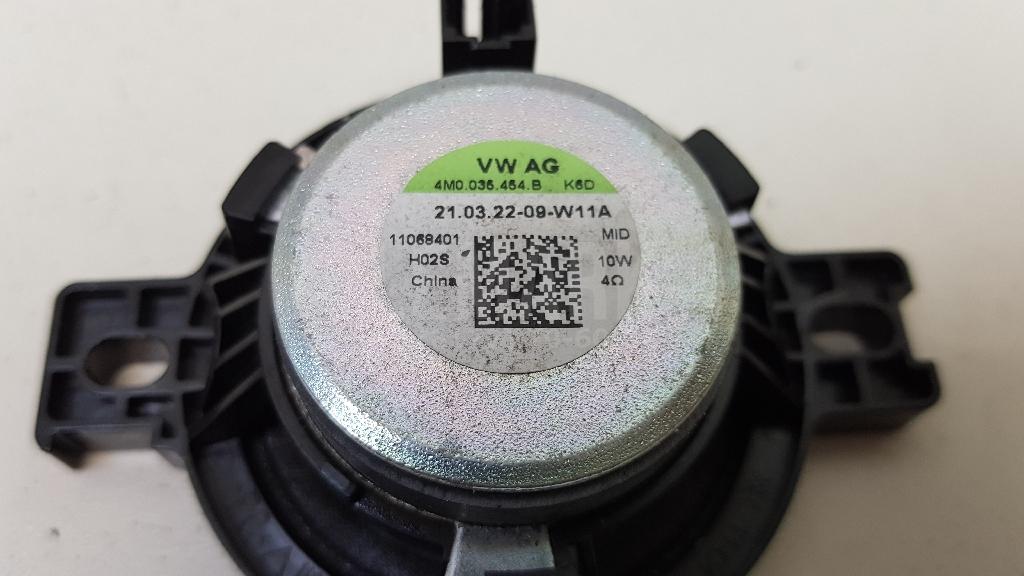 VW AG
4M0.035.454.B K6D
21.03.22-09-W11A
11068401 MID
H02S 10W
China 4Ω